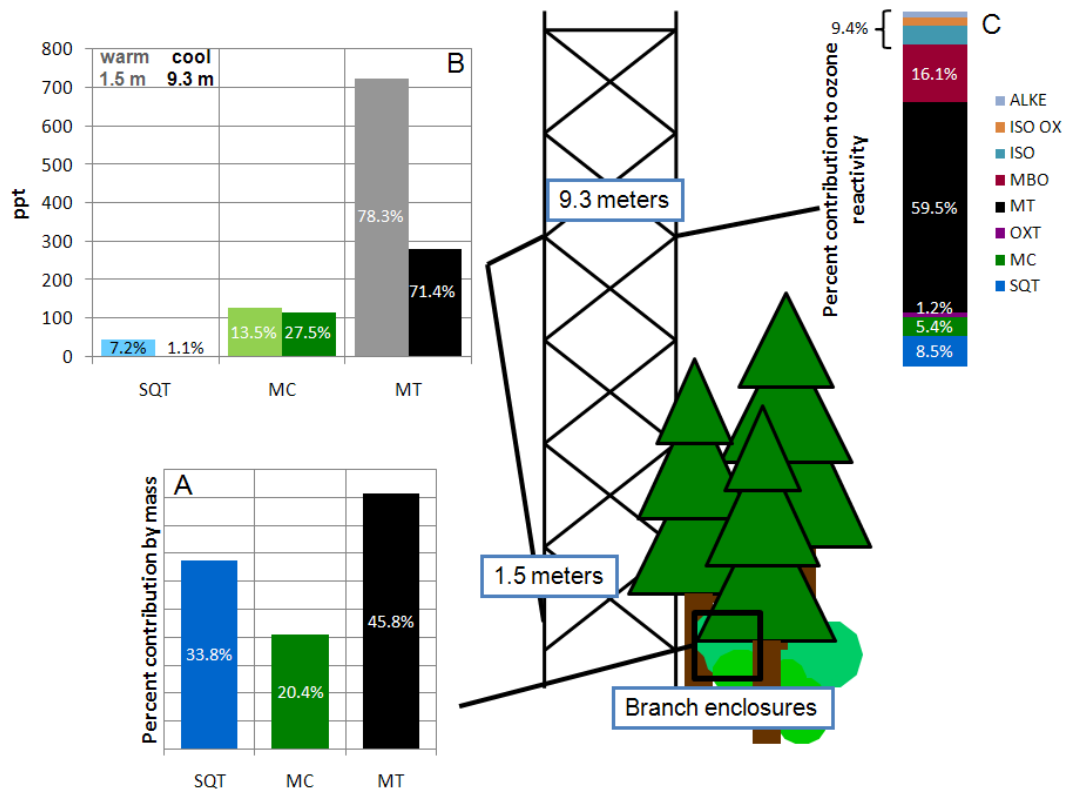 B
warm cool
1.5 m 9.3 m
ppt
800
700
600
500
400
300
200
100
0
7.2%
1.1%
13.5%
27.5%
78.3%
71.4%
SQT
MC
MT
A
Percent contribution by mass
33.8%
20.4%
45.8%
SQT
MC
MT
9.3 meters
1.5 meters
Branch enclosures
C
Percent contribution to ozone
reactivity
9.4%
16.1%
59.5%
1.2%
5.4%
8.5%
ALKE
ISO OX
ISO
MBO
MT
OXT
MC
SQT